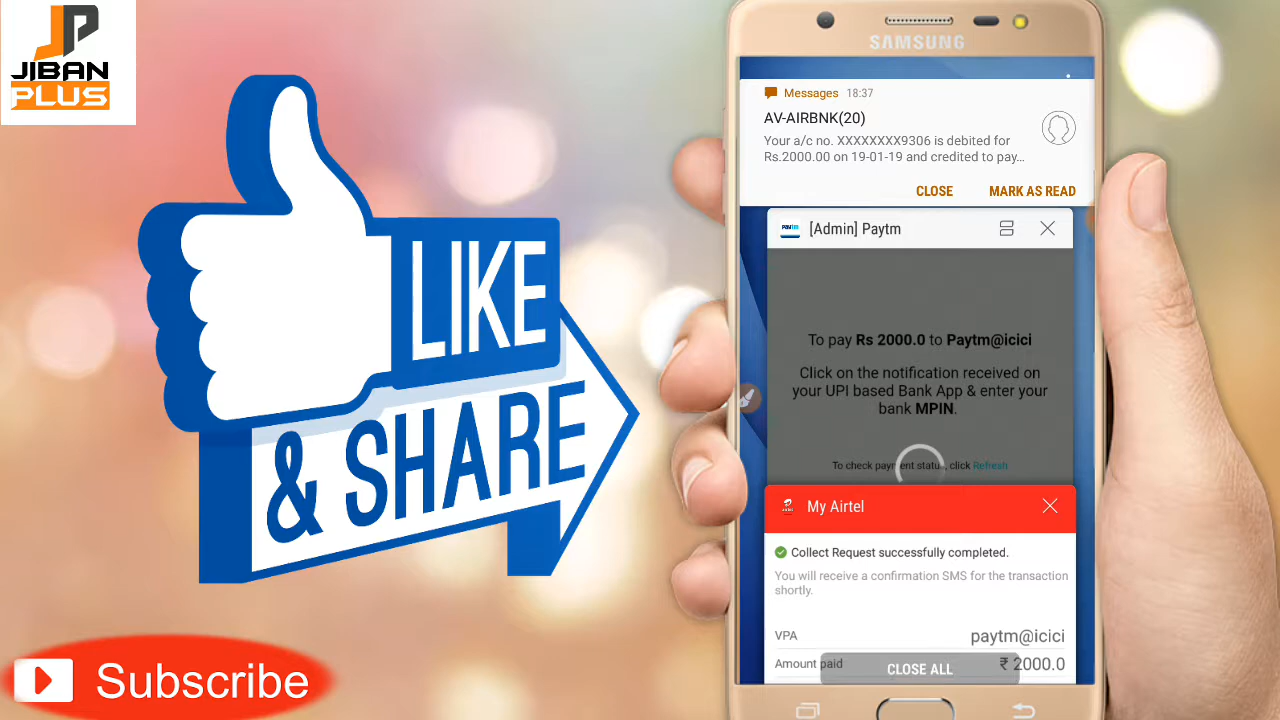 JIBAN
PLUS
LIKE
& SHARE
Subscribe
SAMSUNG
Messages 18:37
AV-AIRBNK(20)
Your a/c no. XXXXXXXX9306 is debited for
Rs.2000.00 on 19-01-19 and credited to pay...
CLOSE MARK AS READ
Paytm [Admin] Paytm
To pay Rs 2000.0 to Paytm@icici
Click on the notification received on
your UPI based Bank App & enter your
bank MPIN.
To check payment status, click Refresh
My Airtel
Collect Request successfully completed.
You will receive a confirmation SMS for the transaction
shortly.
VPA paytm@icici
Amount paid ₹ 2000.0
CLOSE ALL